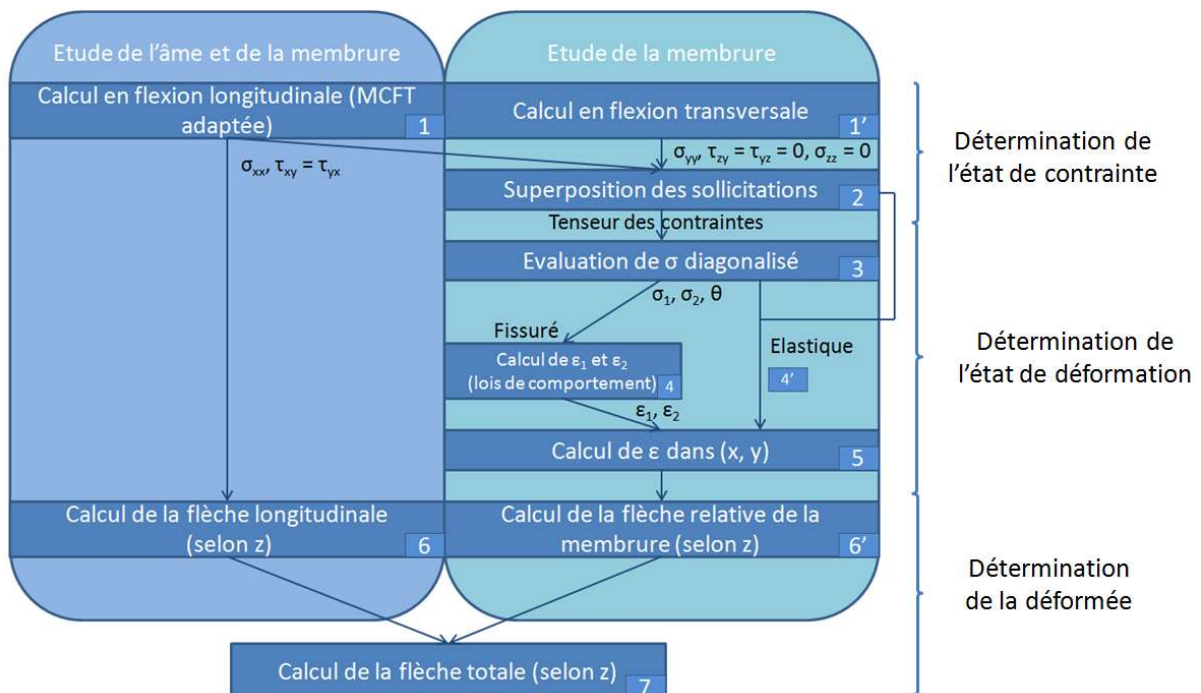 Etude de l'âme et de la membrure
Etude de la membrure
Calcul en flexion longitudinale (MCFT
adaptée)
1
Calcul en flexion transversale
1'
Détermination de
l'état de contrainte
σxx, τxy = τyx
σyy, τzy = τyz = 0, σzz = 0
Superposition des sollicitations
2
Tenseur des contraintes
Evaluation de σ diagonalisé
3
σ1, σ2, θ
Fissuré
Elastique
Calcul de ε1 et ε2
(lois de comportement)
4
4'
Détermination de
l'état de déformation
ε1, ε2
Calcul de ε dans (x, y)
5
Calcul de la flèche longitudinale
(selon z)
6
Calcul de la flèche relative de la
membrure (selon z)
6'
Détermination
de la déformée
Calcul de la flèche totale (selon z)
7